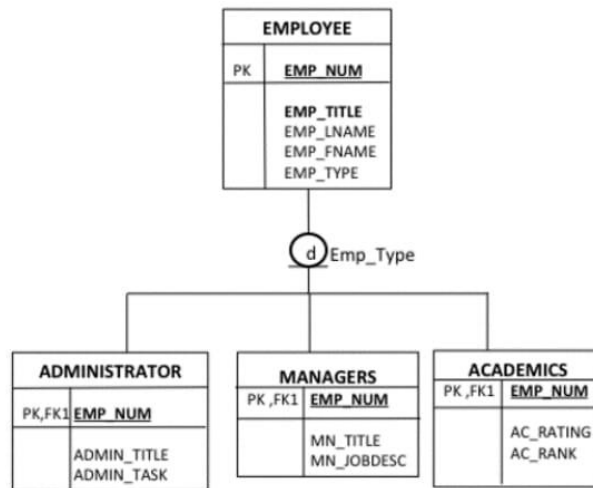 EMPLOYEE
PK EMP_NUM
EMP_TITLE
EMP_LNAME
EMP_FNAME
EMP_TYPE
d Emp_Type
ADMINISTRATOR
PK,FK1 EMP_NUM
ADMIN_TITLE
ADMIN_TASK
MANAGERS
PK ,FK1 EMP_NUM
MN_TITLE
MN_JOBDESC
ACADEMICS
PK ,FK1 EMP_NUM
AC_RATING
AC_RANK